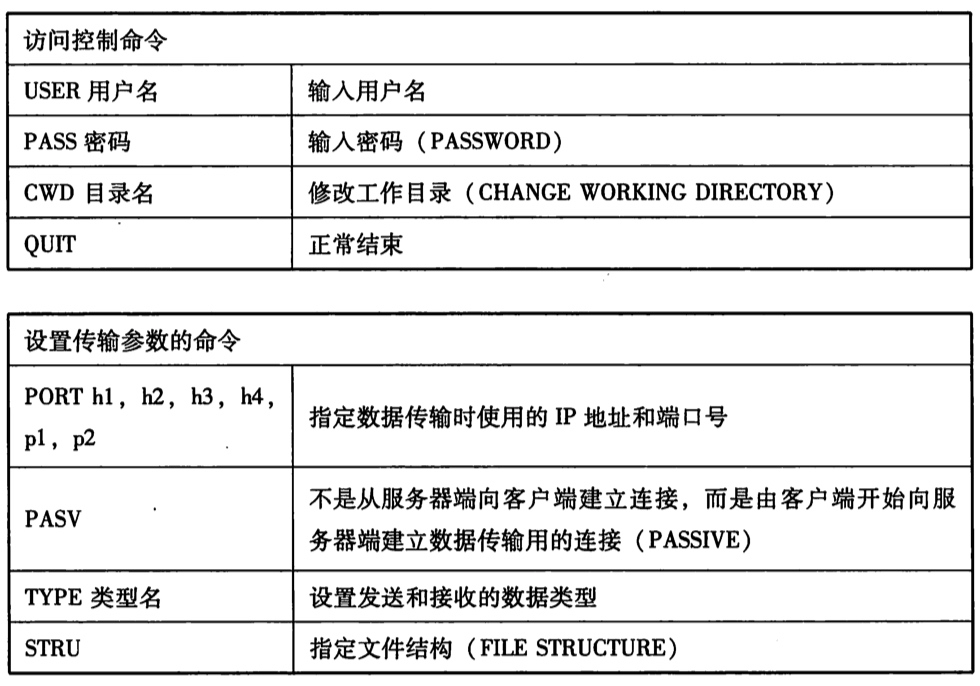 访问控制命令
USER 用户名
输入用户名
PASS 密码
输入密码（PASSWORD）
CWD 目录名
修改工作目录（CHANGE WORKING DIRECTORY）
QUIT
正常结束
设置传输参数的命令
PORT h1，h2，h3，h4，
p1，p2
指定数据传输时使用的 IP 地址和端口号
PASV
不是从服务器端向客户端建立连接，而是由客户端开始向服
务器端建立数据传输用的连接（PASSIVE）
TYPE 类型名
设置发送和接收的数据类型
STRU
指定文件结构（FILE STRUCTURE）